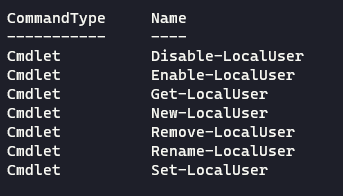 CommandType     Name
-----------     ----
Cmdlet          Disable-LocalUser
Cmdlet          Enable-LocalUser
Cmdlet          Get-LocalUser
Cmdlet          New-LocalUser
Cmdlet          Remove-LocalUser
Cmdlet          Rename-LocalUser
Cmdlet          Set-LocalUser